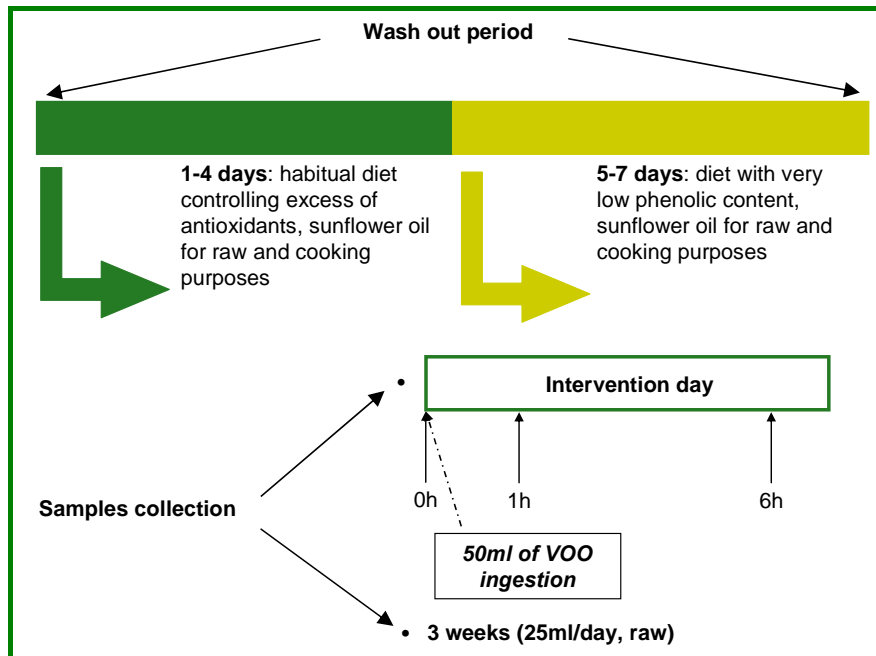 Wash out period
1-4 days: habitual diet
controlling excess of
antioxidants, sunflower oil
for raw and cooking
purposes
5-7 days: diet with very
low phenolic content,
sunflower oil for raw and
cooking purposes
• Intervention day
0h 1h 6h
Samples collection
50ml of VOO
ingestion
• 3 weeks (25ml/day, raw)